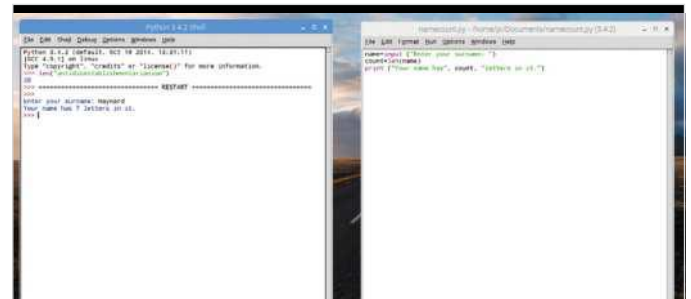 Python 3.4.2 Shell
File Edit Shell Debug Options Windows Help
Python 3.4.2 (default, Oct 19 2014, 13:31:11)
[GCC 4.9.1] on linux
Type "copyright", "credits" or "license()" for more information.
>>> len("antidisestablishmentarianism")
28
>>> ================================ RESTART ================================
>>>
Enter your surname: Haymard
Your name has 7 letters in it.
>>>
namecount.py - /home/pi/Documents/namecount.py (3.4.2)
File Edit Format Run Options Windows Help
name=input ("Enter your surname: ")
count=len(name)
print ("Your name has", count, "letters in it.")